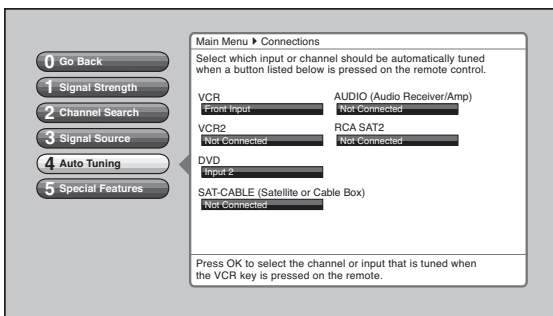 Main Menu ▶ Connections
0 Go Back
1 Signal Strength
2 Channel Search
3 Signal Source
4 Auto Tuning
5 Special Features
Select which input or channel should be automatically tuned
when a button listed below is pressed on the remote control.
VCR
Front Input
AUDIO (Audio Receiver/Amp)
Not Connected
VCR2
Not Connected
RCA SAT2
Not Connected
DVD
Input 2
SAT-CABLE (Satellite or Cable Box)
Not Connected
Press OK to select the channel or input that is tuned when
the VCR key is pressed on the remote.